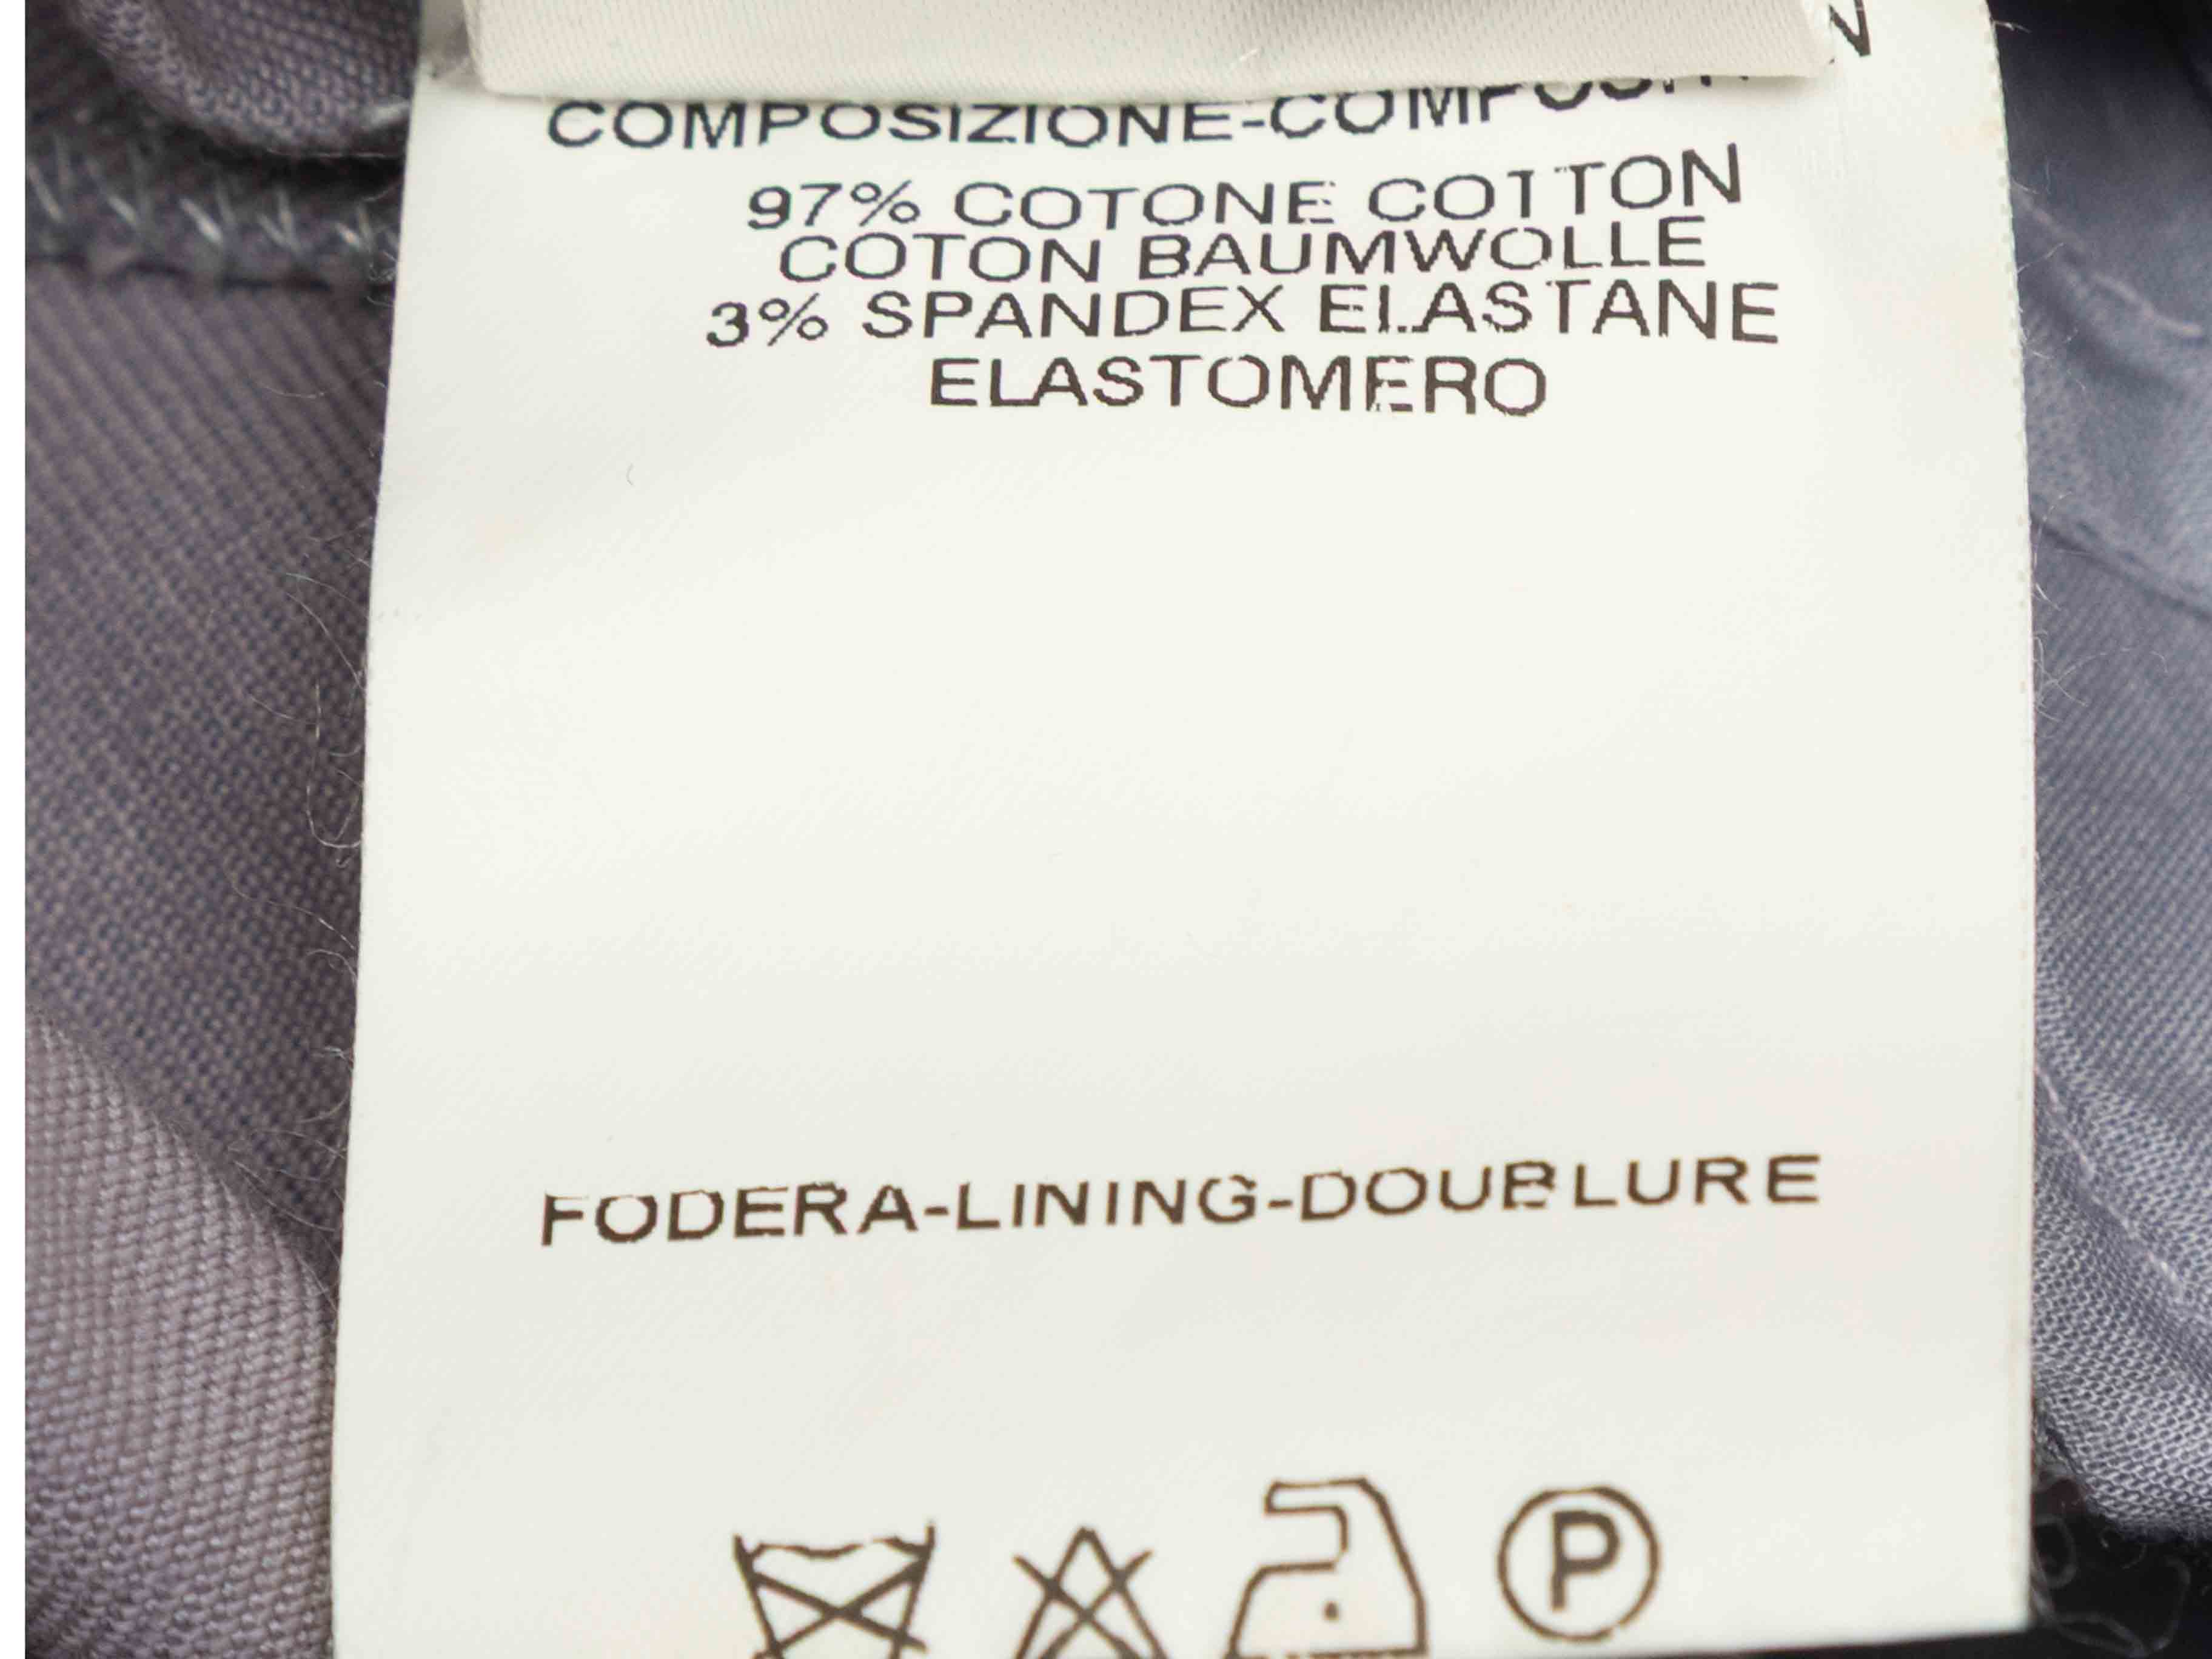 COMPOSIZIONE-COMPOSITION
97% COTONE COTTON
COTON BAUMWOLLE
3% SPANDEX ELASTANE
ELASTOMERO
FODERA-LINING-DOUBLURE
P